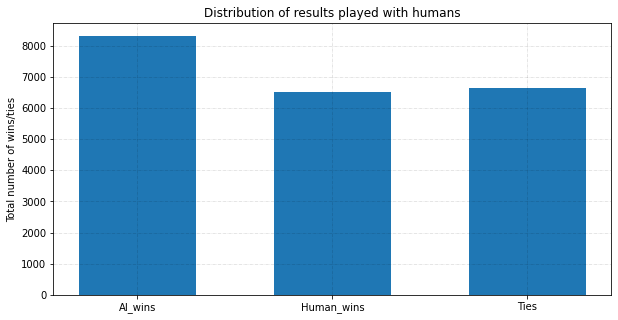 Distribution of results played with humans
Total number of wins/ties
8000
7000
6000
5000
4000
3000
2000
1000
0
AI_wins
Human_wins
Ties